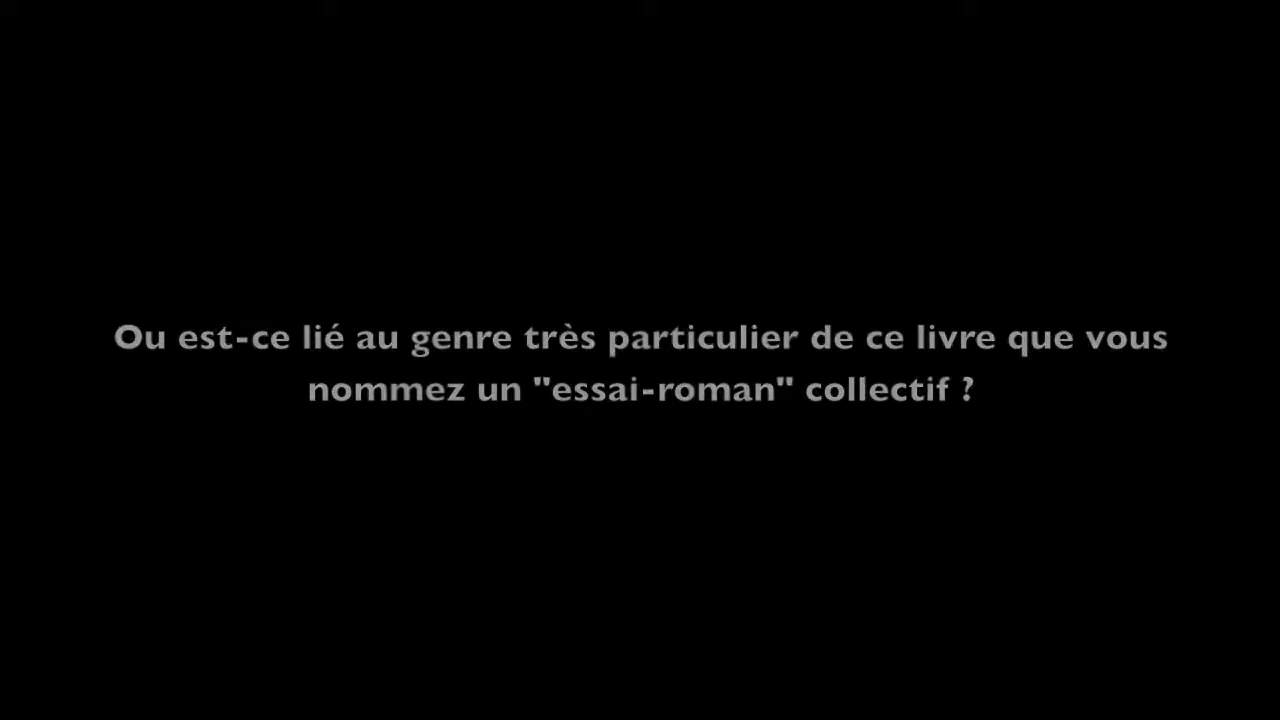 Ou est-ce lié au genre très particulier de ce livre que vous
nommez un "essai-roman" collectif ?